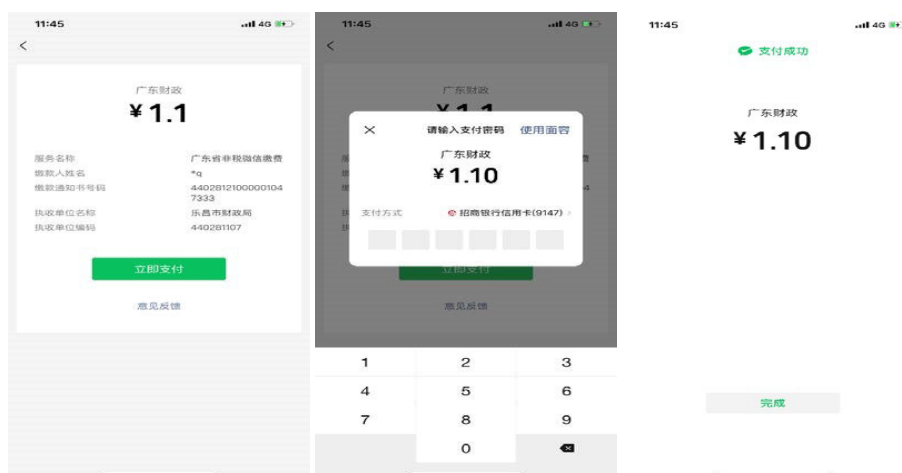 11:45
4G
广东财政
¥1.1
服务名称 广东省非税微信缴费
缴款人姓名 *q
缴款通知书号码 4402812100000104
7333
执收单位名称 乐昌市财政局
执收单位编码 440281107
立即支付
意见反馈
11:45
4G
广东财政
¥1.1
请输入支付密码 使用面容
广东财政
¥1.10
支付方式 招商银行信用卡(9147)
立即支付
意见反馈
1 2 3
4 5 6
7 8 9
0
11:45
4G
支付成功
广东财政
¥1.10
完成